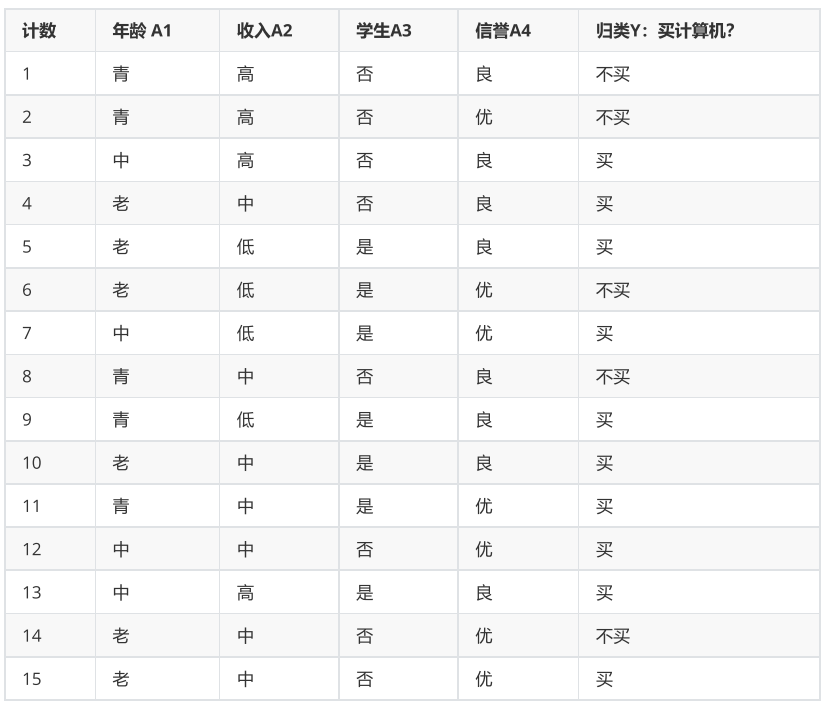 计数 年龄 A1 收入A2 学生A3 信誉A4 归类Y：买计算机？
1 青 高 否 良 不买
2 青 高 否 优 不买
3 中 高 否 良 买
4 老 中 否 良 买
5 老 低 是 良 买
6 老 低 是 优 不买
7 中 低 是 优 买
8 青 中 否 良 不买
9 青 低 是 良 买
10 老 中 是 良 买
11 青 中 是 优 买
12 中 中 否 优 买
13 中 高 是 良 买
14 老 中 否 优 不买
15 老 中 否 优 买